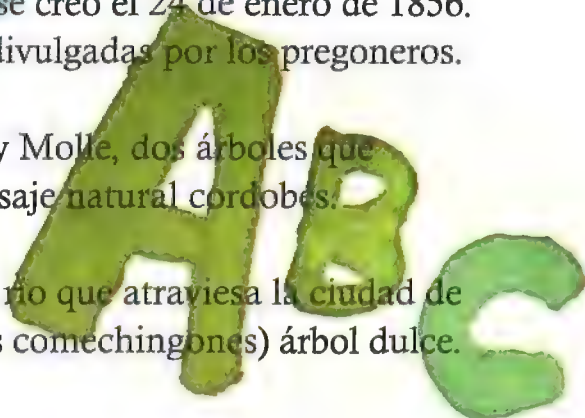 se creó el 24 de enero de 1856.
divulgadas por los pregoneros.
y Molle, dos árboles que
saje natural cordobés.
río que atraviesa la ciudad de
s comechingones) árbol dulce.
A B C